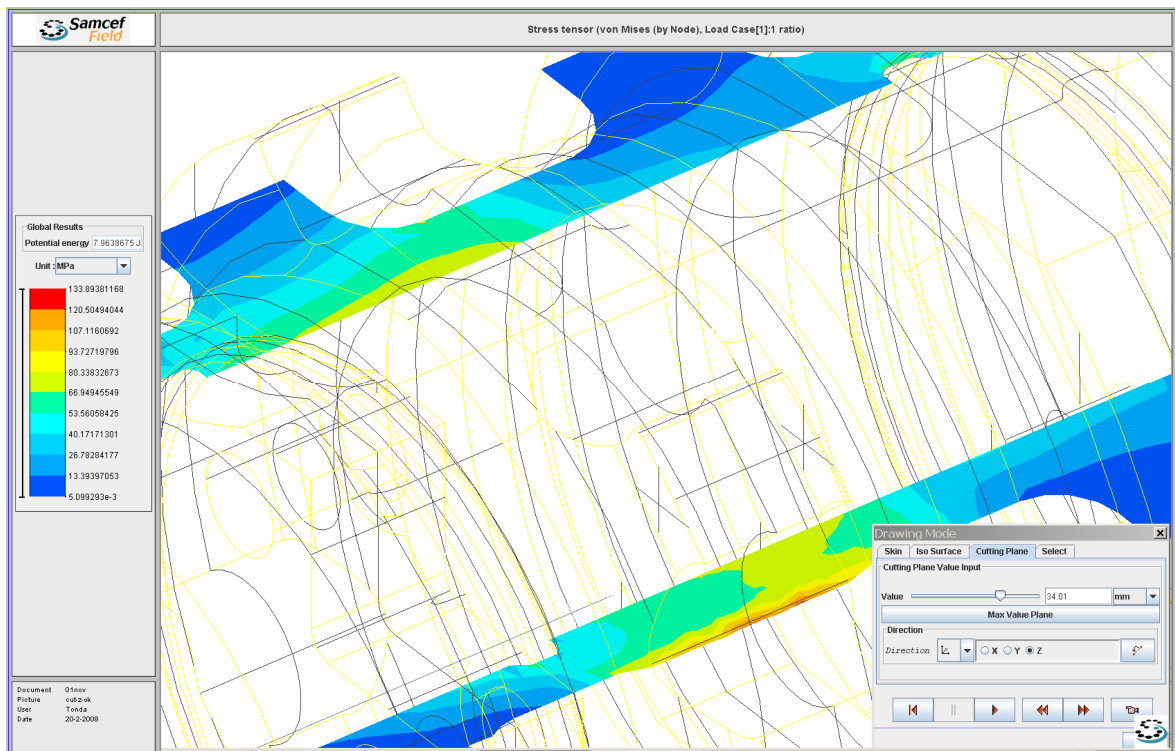 Samcef
Field
Stress tensor (von Mises (by Node), Load Case[1]:1 ratio)
Global Results
Potential energy 7.9638675 J
Unit : MPa
133.89381168
120.50494044
107.1160692
93.72719796
80.33832673
66.94945549
53.56058425
40.17171301
26.78284177
13.39397053
5.099293e-3
Drawing Mode
Skin Iso Surface Cutting Plane Select
Cutting Plane Value Input
Value 34.01 mm
Max Value Plane
Direction
Direction X Y Z
Document 01nov
Picture cut-z-ok
User Tonda
Date 20-2-2008